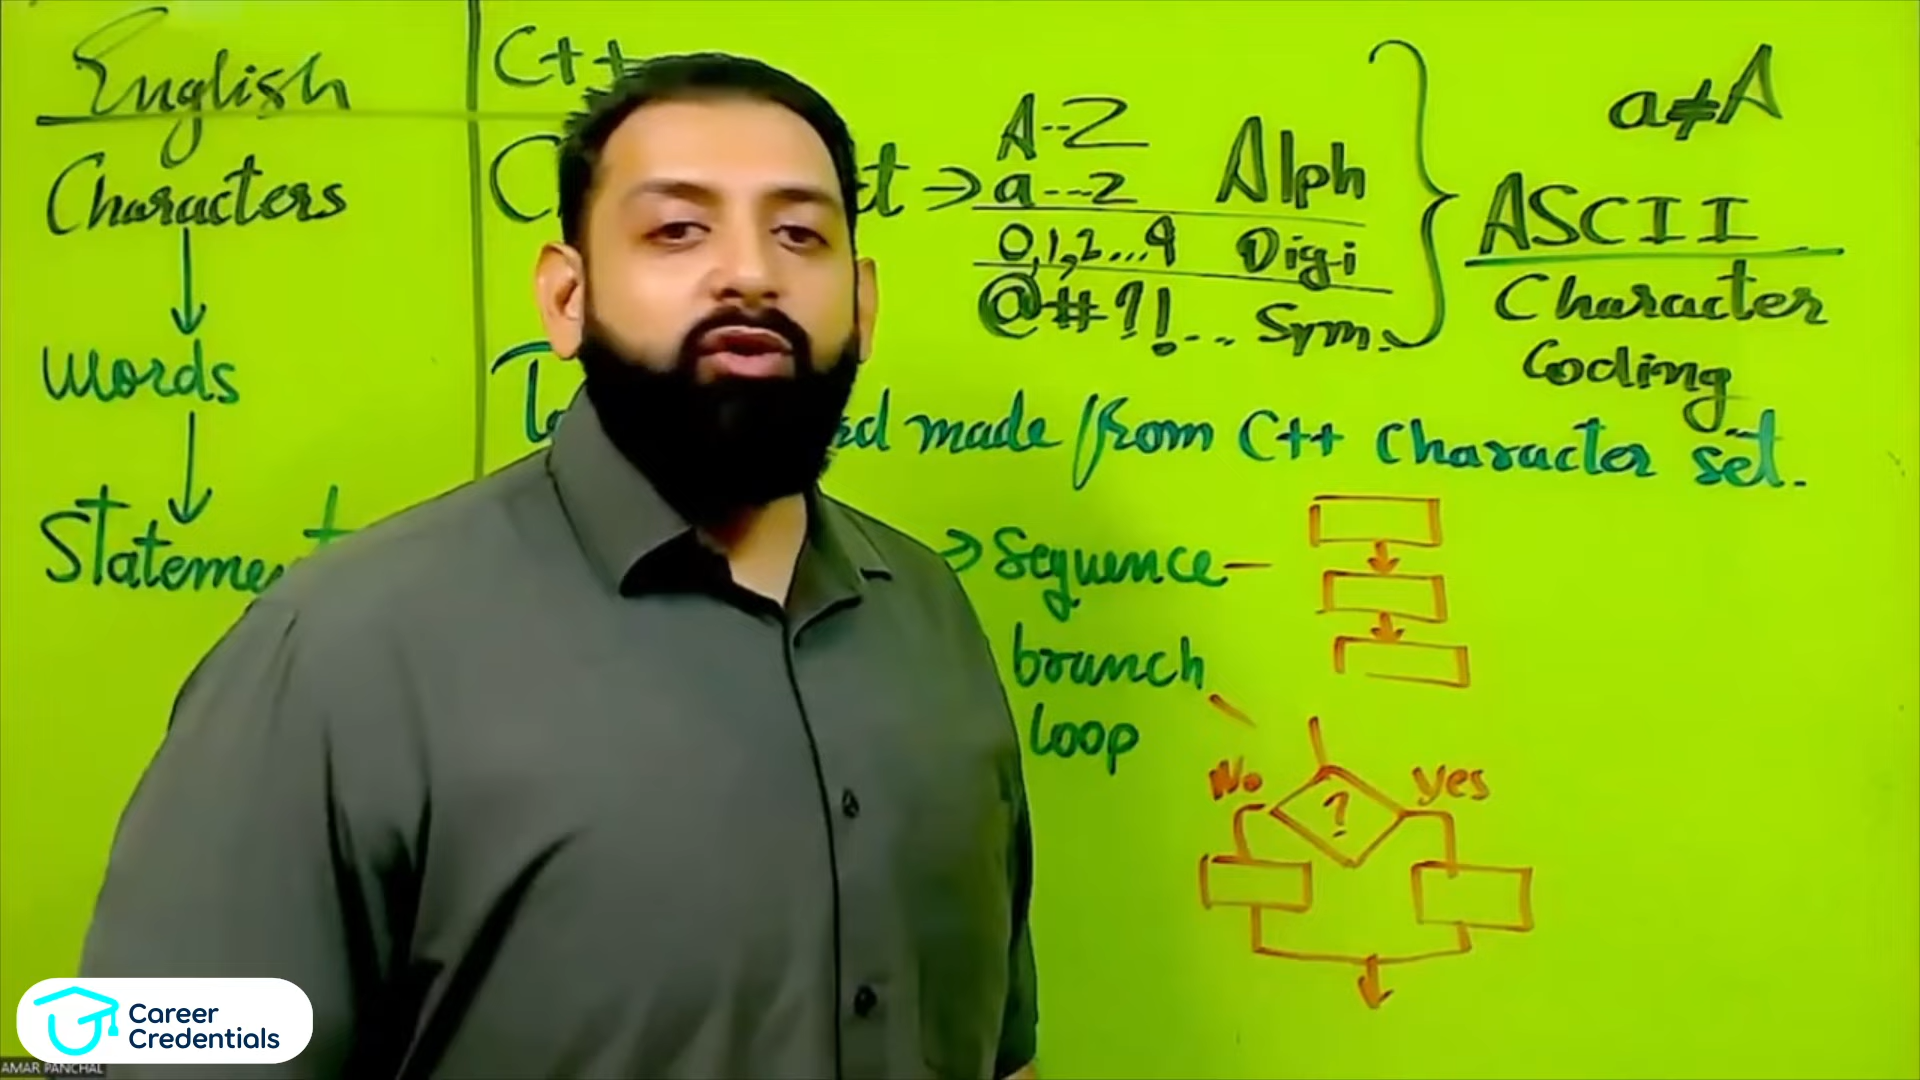 English
Characters
words
Statement
C++
A--Z
a---z Alph
0,1,2...9 Digi
@#?!... Sym.
a≠A
ASCII
Character
Coding
made from C++ character set.
Sequence
branch
loop
No ? Yes
Career
Credentials
AMAR PANCHAL